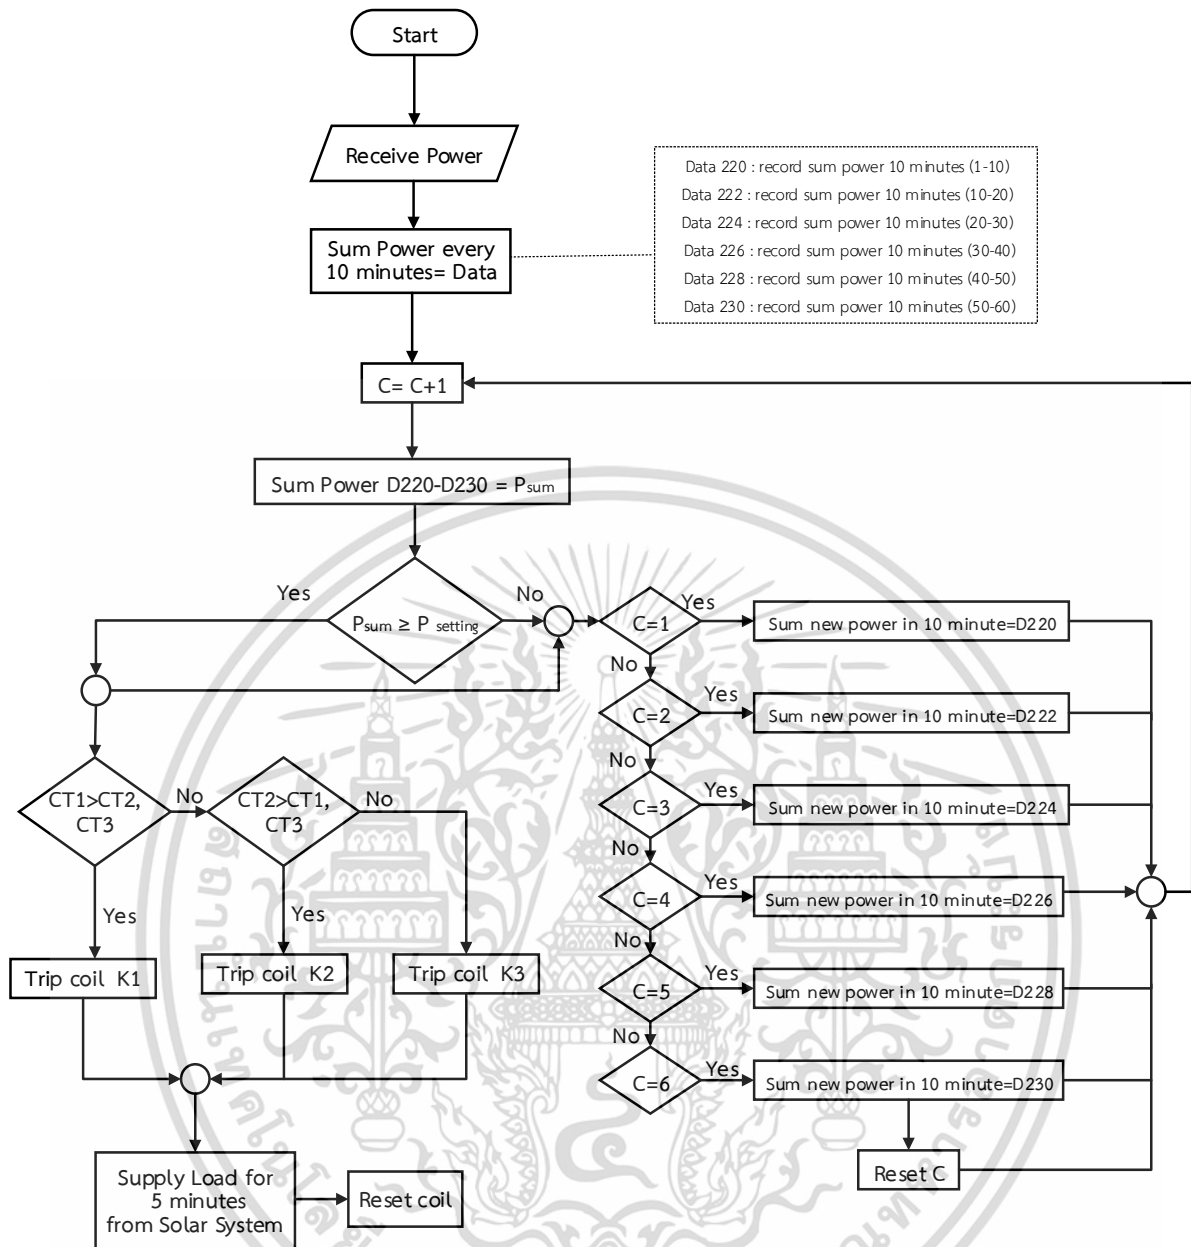 Start
Receive Power
Sum Power every
10 minutes= Data
Data 220 : record sum power 10 minutes (1-10)
Data 222 : record sum power 10 minutes (10-20)
Data 224 : record sum power 10 minutes (20-30)
Data 226 : record sum power 10 minutes (30-40)
Data 228 : record sum power 10 minutes (40-50)
Data 230 : record sum power 10 minutes (50-60)
C= C+1
Sum Power D220-D230 = Psum
Psum ≥ P setting
Yes
No
C=1
Yes
Sum new power in 10 minute=D220
No
C=2
Yes
Sum new power in 10 minute=D222
No
C=3
Yes
Sum new power in 10 minute=D224
No
C=4
Yes
Sum new power in 10 minute=D226
No
C=5
Yes
Sum new power in 10 minute=D228
No
C=6
Yes
Sum new power in 10 minute=D230
Reset C
CT1>CT2,
CT3
No
CT2>CT1,
CT3
No
Yes
Yes
Trip coil K1
Trip coil K2
Trip coil K3
Supply Load for
5 minutes
from Solar System
Reset coil